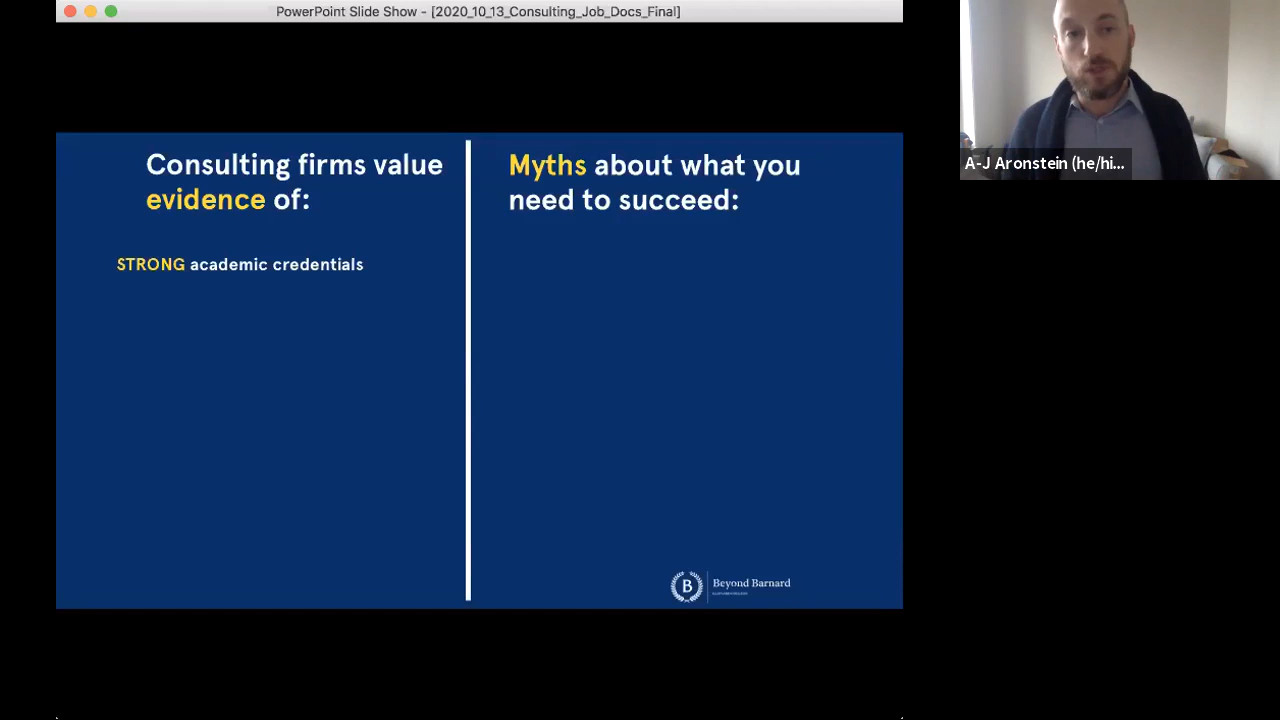 PowerPoint Slide Show - [2020_10_13_Consulting_Job_Docs_Final]
A-J Aronstein (he/hi...
Consulting firms value
evidence of:
STRONG academic credentials
Myths about what you
need to succeed:
B
Beyond Barnard